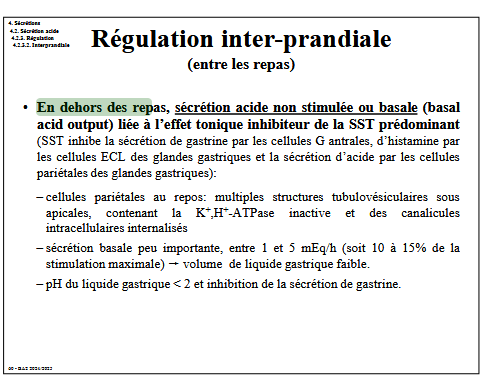 4. Sécrétions
4.2. Sécrétion acide
4.2.3. Régulation
4.2.3.2. Interprandiale
Régulation inter-prandiale
(entre les repas)
• En dehors des repas, sécrétion acide non stimulée ou basale (basal
acid output) liée à l'effet tonique inhibiteur de la SST prédominant
(SST inhibe la sécrétion de gastrine par les cellules G antrales, d'histamine par
les cellules ECL des glandes gastriques et la sécrétion d'acide par les cellules
pariétales des glandes gastriques):
– cellules pariétales au repos: multiples structures tubulovésiculaires sous
apicales, contenant la K+,H+-ATPase inactive et des canalicules
intracellulaires internalisés
– sécrétion basale peu importante, entre 1 et 5 mEq/h (soit 10 à 15% de la
stimulation maximale) → volume de liquide gastrique faible.
– pH du liquide gastrique < 2 et inhibition de la sécrétion de gastrine.
2024/2025